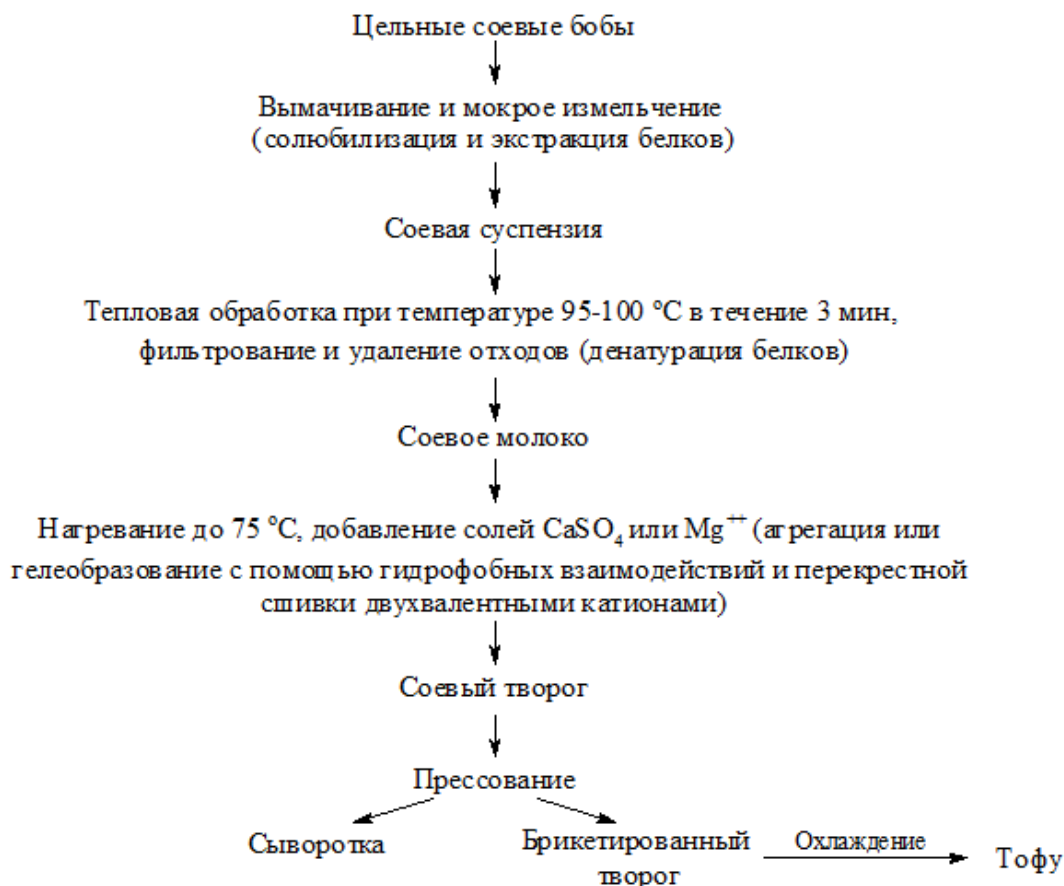 Цельные соевые бобы
Вымачивание и мокрое измельчение
(солюбилизация и экстракция белков)
Соевая суспензия
Тепловая обработка при температуре 95-100 °С в течение 3 мин,
фильтрование и удаление отходов (денатурация белков)
Соевое молоко
Нагревание до 75 °С, добавление солей CaSO₄ или Mg⁺⁺ (агрегация или
гелеобразование с помощью гидрофобных взаимодействий и перекрестной
сшивки двухвалентными катионами)
Соевый творог
Прессование
Сыворотка
Брикетированный
творог
Охлаждение
Тофу